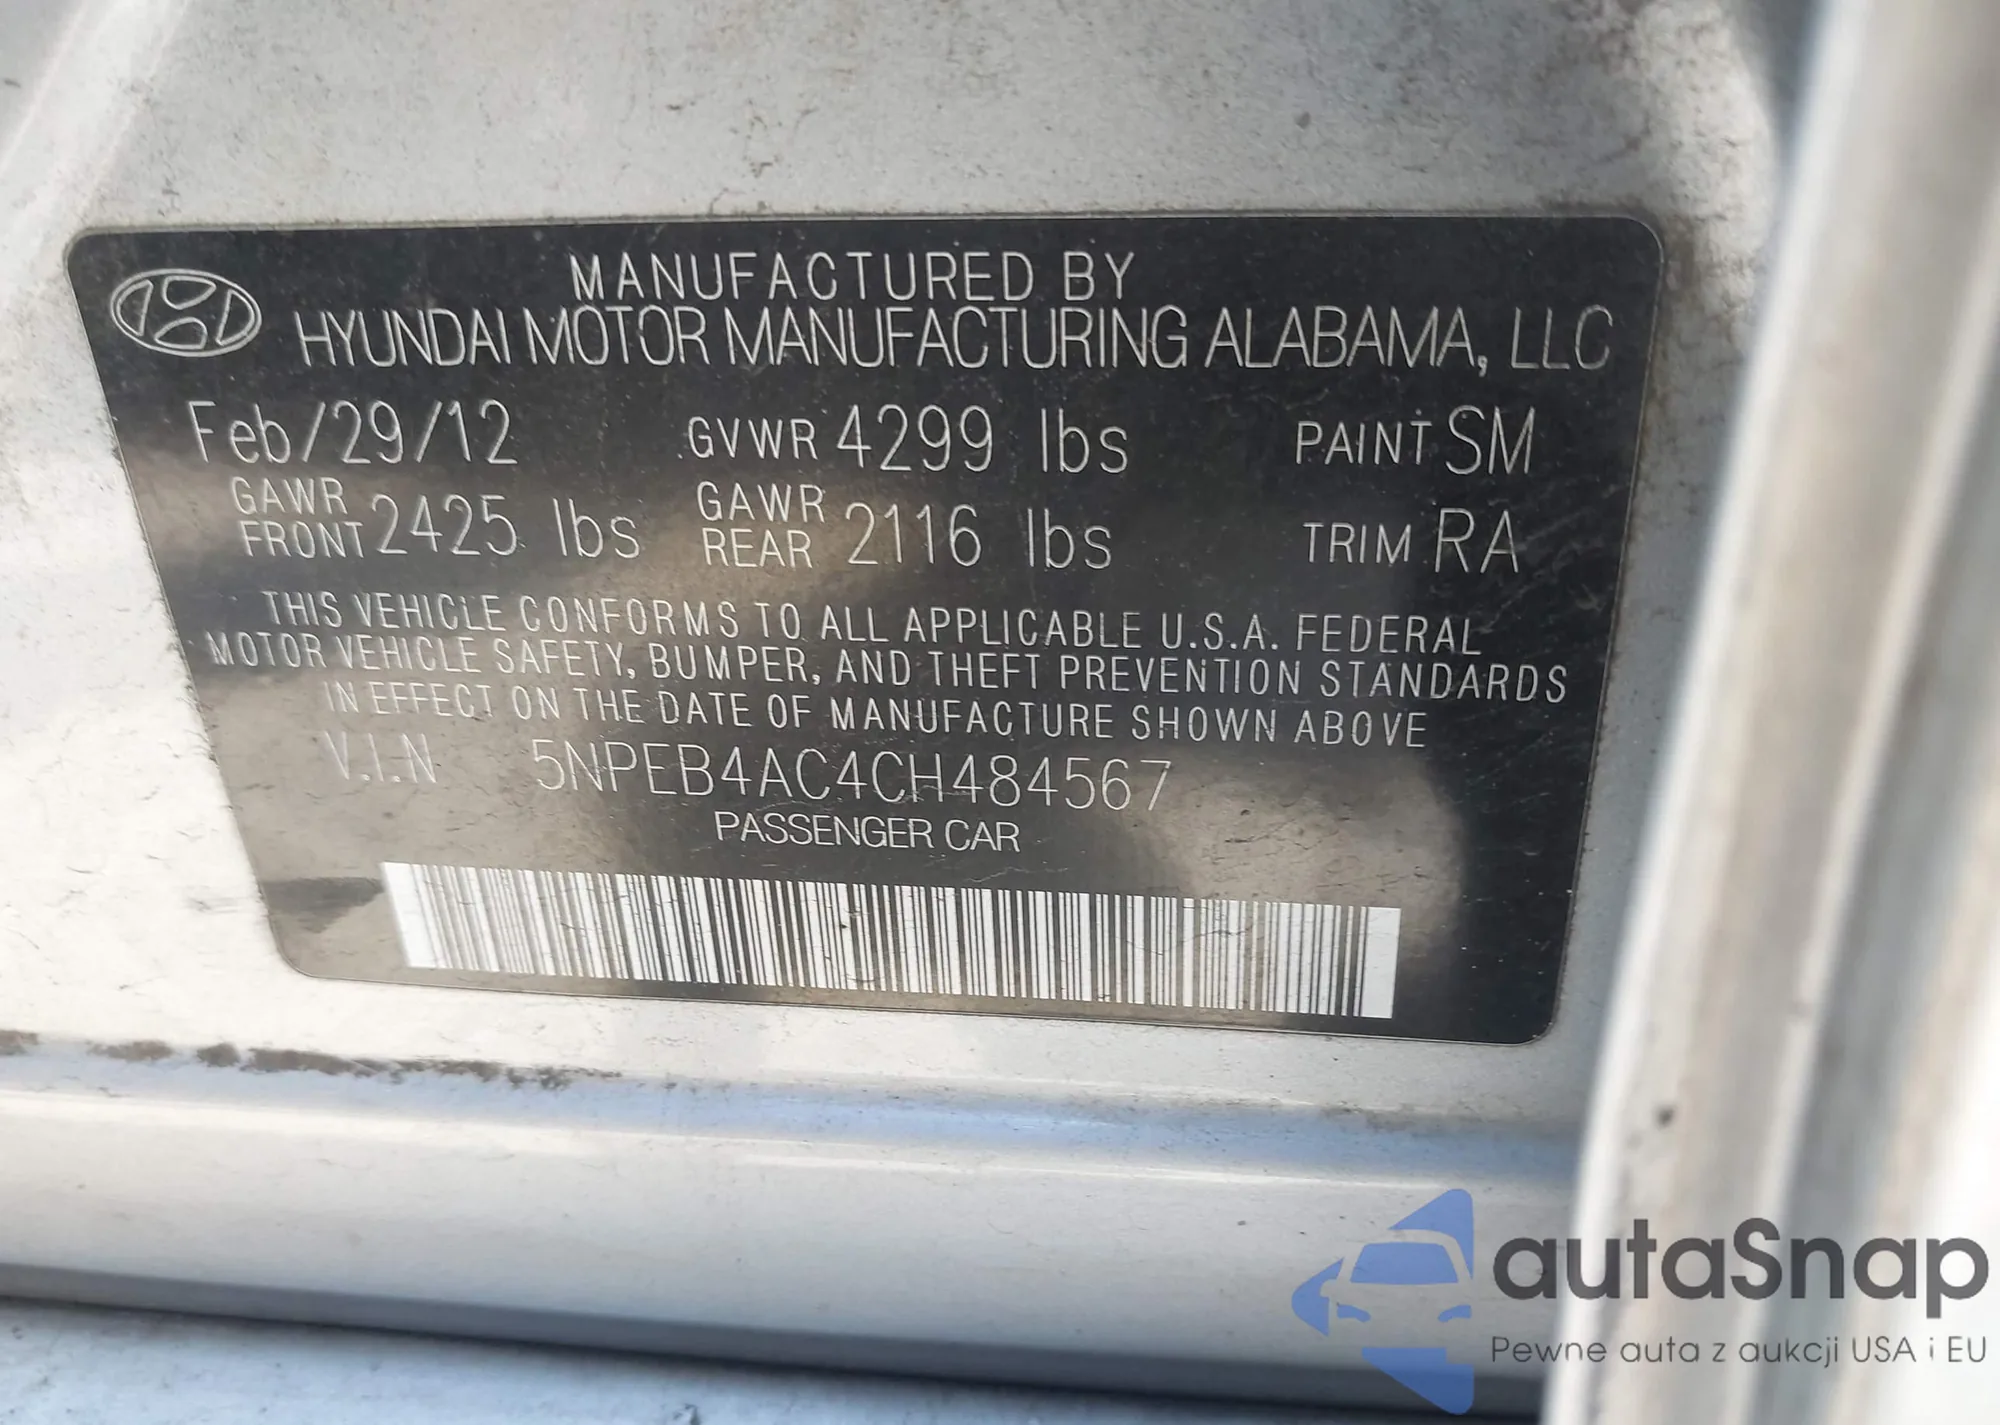 MANUFACTURED BY
HYUNDAI MOTOR MANUFACTURING ALABAMA, LLC
Feb/29/12 GVWR 4299 lbs PAINT SM
GAWR FRONT 2425 lbs GAWR REAR 2116 lbs TRIM RA
THIS VEHICLE CONFORMS TO ALL APPLICABLE U.S.A. FEDERAL
MOTOR VEHICLE SAFETY, BUMPER, AND THEFT PREVENTION STANDARDS
IN EFFECT ON THE DATE OF MANUFACTURE SHOWN ABOVE
V.I.N 5NPEB4AC4CH484567
PASSENGER CAR
autaSnap
Pewne auta z aukcji USA i EU